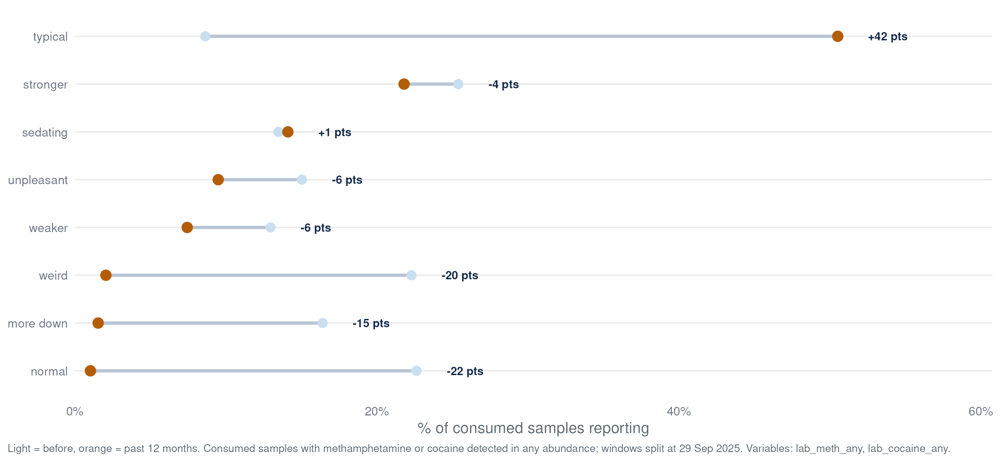 typical
+42 pts
stronger
-4 pts
sedating
+1 pts
unpleasant
-6 pts
weaker
-6 pts
weird
-20 pts
more down
-15 pts
normal
-22 pts
0% 20% 40% 60%
% of consumed samples reporting
Light = before, orange = past 12 months. Consumed samples with methamphetamine or cocaine detected in any abundance; windows split at 29 Sep 2025. Variables: lab_meth_any, lab_cocaine_any.